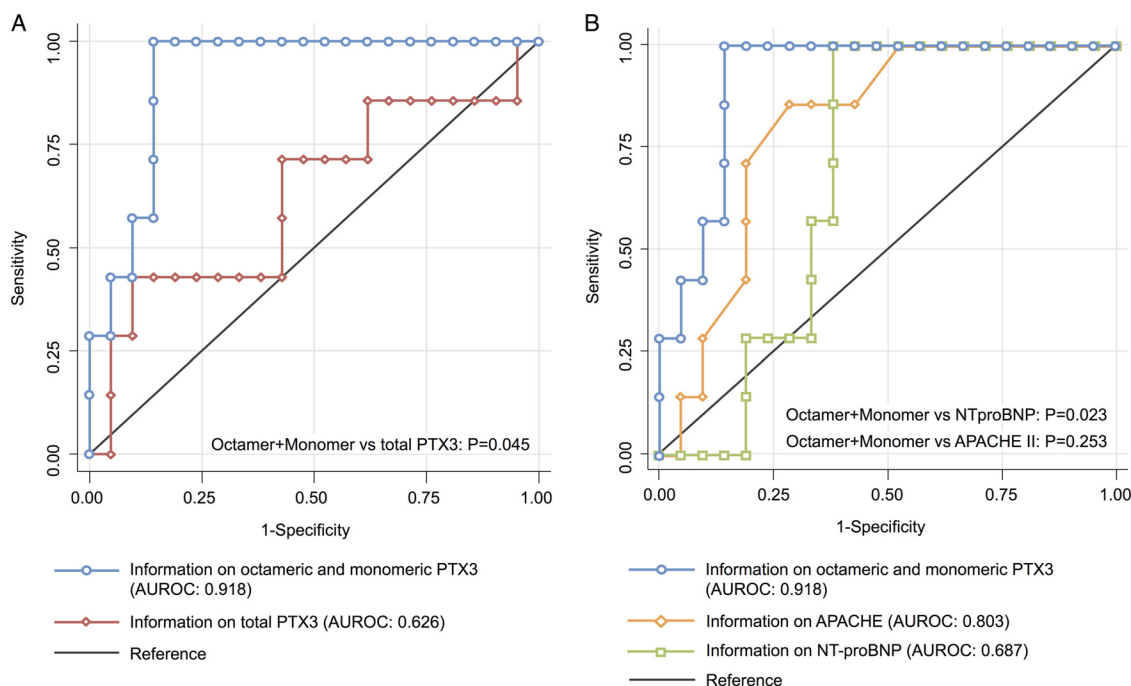 A
Sensitivity
1.00
0.75
0.50
0.25
0.00
Octamer+Monomer vs total PTX3: P=0.045
0.00 0.25 0.50 0.75 1.00
1-Specificity
Information on octameric and monomeric PTX3
(AUROC: 0.918)
Information on total PTX3 (AUROC: 0.626)
Reference
B
Sensitivity
1.00
0.75
0.50
0.25
0.00
Octamer+Monomer vs NTproBNP: P=0.023
Octamer+Monomer vs APACHE II: P=0.253
0.00 0.25 0.50 0.75 1.00
1-Specificity
Information on octameric and monomeric PTX3
(AUROC: 0.918)
Information on APACHE (AUROC: 0.803)
Information on NT-proBNP (AUROC: 0.687)
Reference